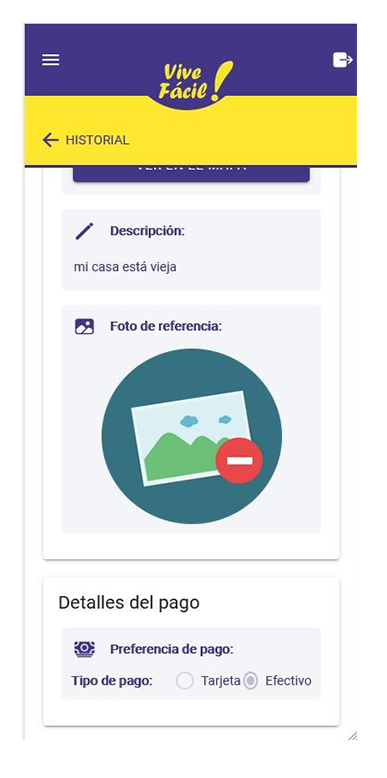 Vive
Fácil!
HISTORIAL
Descripción:
mi casa está vieja
Foto de referencia:
Detalles del pago
Preferencia de pago:
Tipo de pago: Tarjeta Efectivo